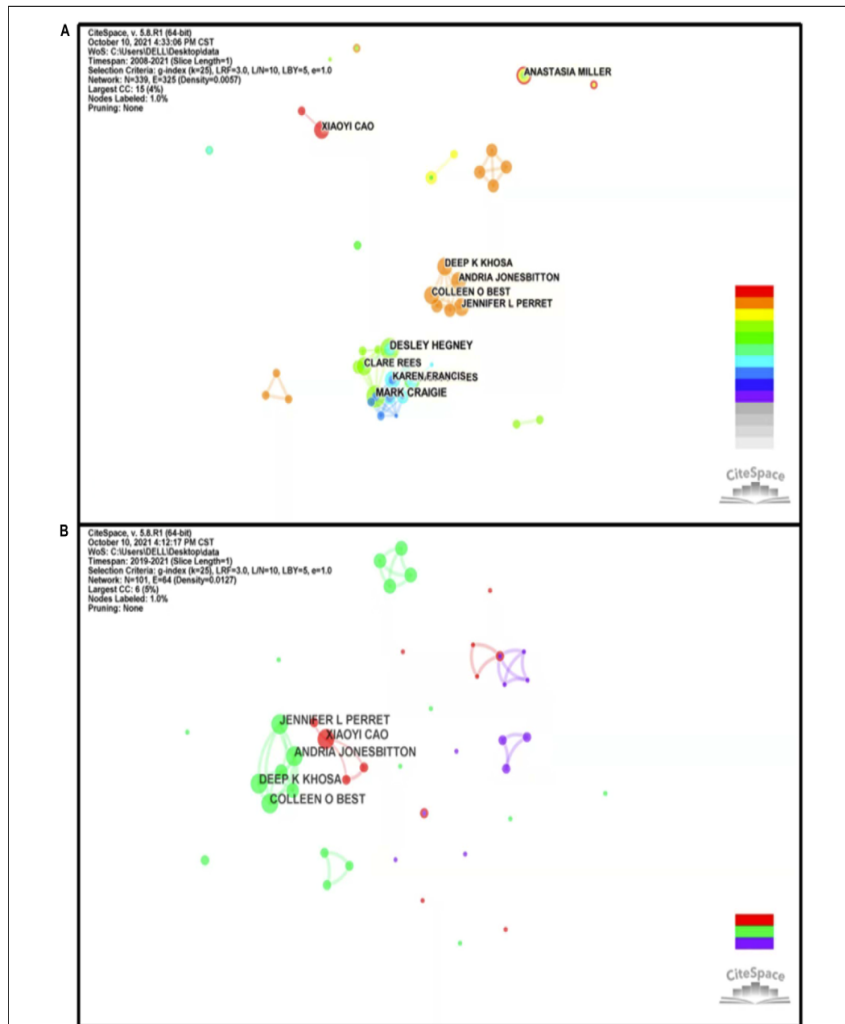 A
CiteSpace, v. 5.8.R1 (64-bit)
October 10, 2021 4:33:06 PM CST
WoS: C:\Users\DELL\Desktop\data
Timespan: 2008-2021 (Slice Length=1)
Selection Criteria: g-index (k=25), LRF=3.0, L/N=10, LBY=5, e=1.0
Network: N=339, E=325 (Density=0.0057)
Largest CC: 15 (4%)
Nodes Labeled: 1.0%
Pruning: None
ANASTASIA MILLER
XIAOYI CAO
DEEP K KHOSA
ANDRIA JONESBITTON
COLLEEN O BEST
JENNIFER L PERRET
DESLEY HEGNEY
CLARE REES
KAREN FRANCIS
MARK CRAIGIE
CiteSpace
B
CiteSpace, v. 5.8.R1 (64-bit)
October 10, 2021 4:12:17 PM CST
WoS: C:\Users\DELL\Desktop\data
Timespan: 2019-2021 (Slice Length=1)
Selection Criteria: g-index (k=25), LRF=3.0, L/N=10, LBY=5, e=1.0
Network: N=101, E=64 (Density=0.0127)
Largest CC: 6 (5%)
Nodes Labeled: 1.0%
Pruning: None
JENNIFER L PERRET
XIAOYI CAO
ANDRIA JONESBITTON
DEEP K KHOSA
COLLEEN O BEST
CiteSpace